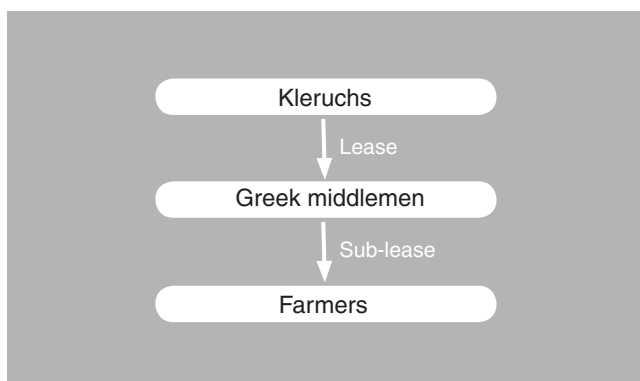 Kleruchs
Lease
Greek middlemen
Sub-lease
Farmers